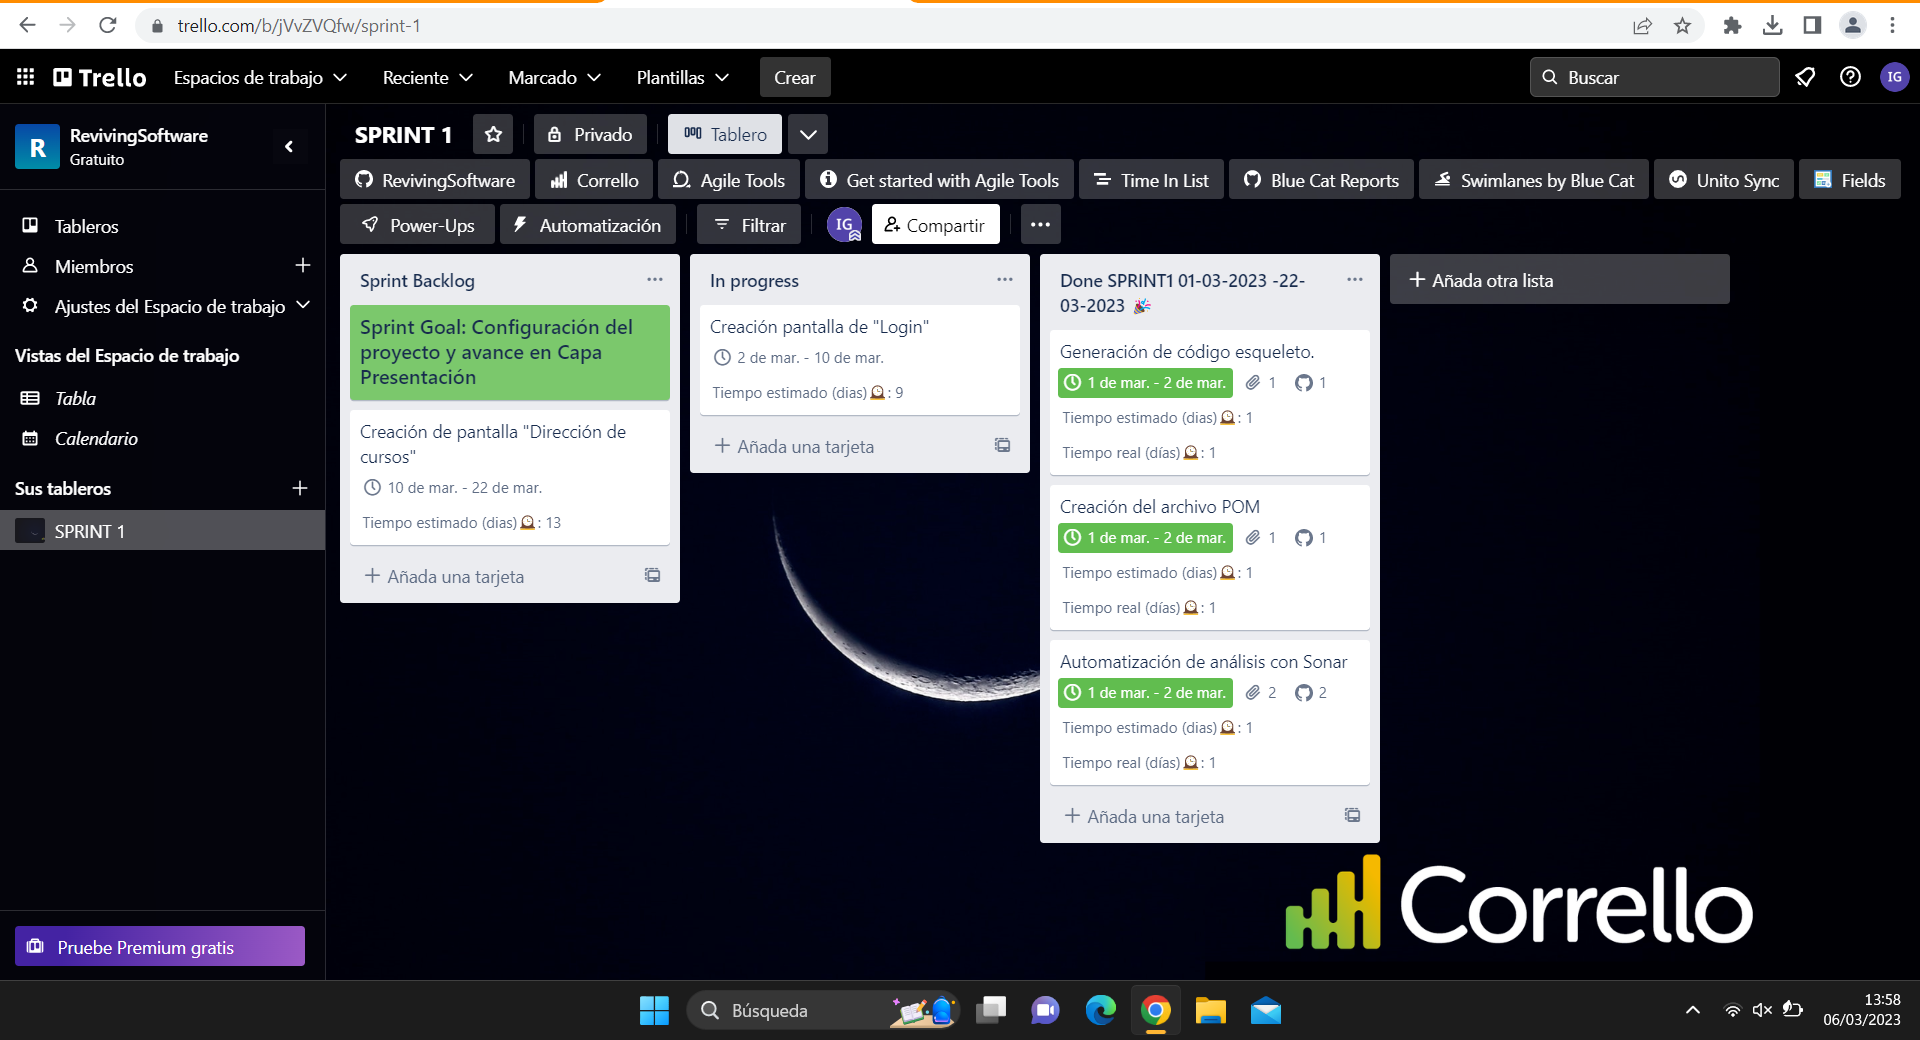 trello.com/b/jVvZVQfw/sprint-1
Trello
Espacios de trabajo
Reciente
Marcado
Plantillas
Crear
Buscar
IG
R
RevivingSoftware
Gratuito
SPRINT 1
Privado
Tablero
RevivingSoftware
Corrello
Agile Tools
Get started with Agile Tools
Time In List
Blue Cat Reports
Swimlanes by Blue Cat
Unito Sync
Fields
Power-Ups
Automatización
Filtrar
IG
Compartir
Tableros
Miembros
Ajustes del Espacio de trabajo
Vistas del Espacio de trabajo
Tabla
Calendario
Sus tableros
SPRINT 1
Pruebe Premium gratis
Sprint Backlog
Sprint Goal: Configuración del
proyecto y avance en Capa
Presentación
Creación de pantalla "Dirección de
cursos"
10 de mar. - 22 de mar.
Tiempo estimado (dias) : 13
Añada una tarjeta
In progress
Creación pantalla de "Login"
2 de mar. - 10 de mar.
Tiempo estimado (dias) : 9
Añada una tarjeta
Done SPRINT1 01-03-2023 -22-
03-2023 🎉
Generación de código esqueleto.
1 de mar. - 2 de mar. 1 1
Tiempo estimado (dias) : 1
Tiempo real (días) : 1
Creación del archivo POM
1 de mar. - 2 de mar. 1 1
Tiempo estimado (dias) : 1
Tiempo real (días) : 1
Automatización de análisis con Sonar
1 de mar. - 2 de mar. 2 2
Tiempo estimado (dias) : 1
Tiempo real (días) : 1
Añada una tarjeta
Añada otra lista
Corrello
Búsqueda
13:58
06/03/2023